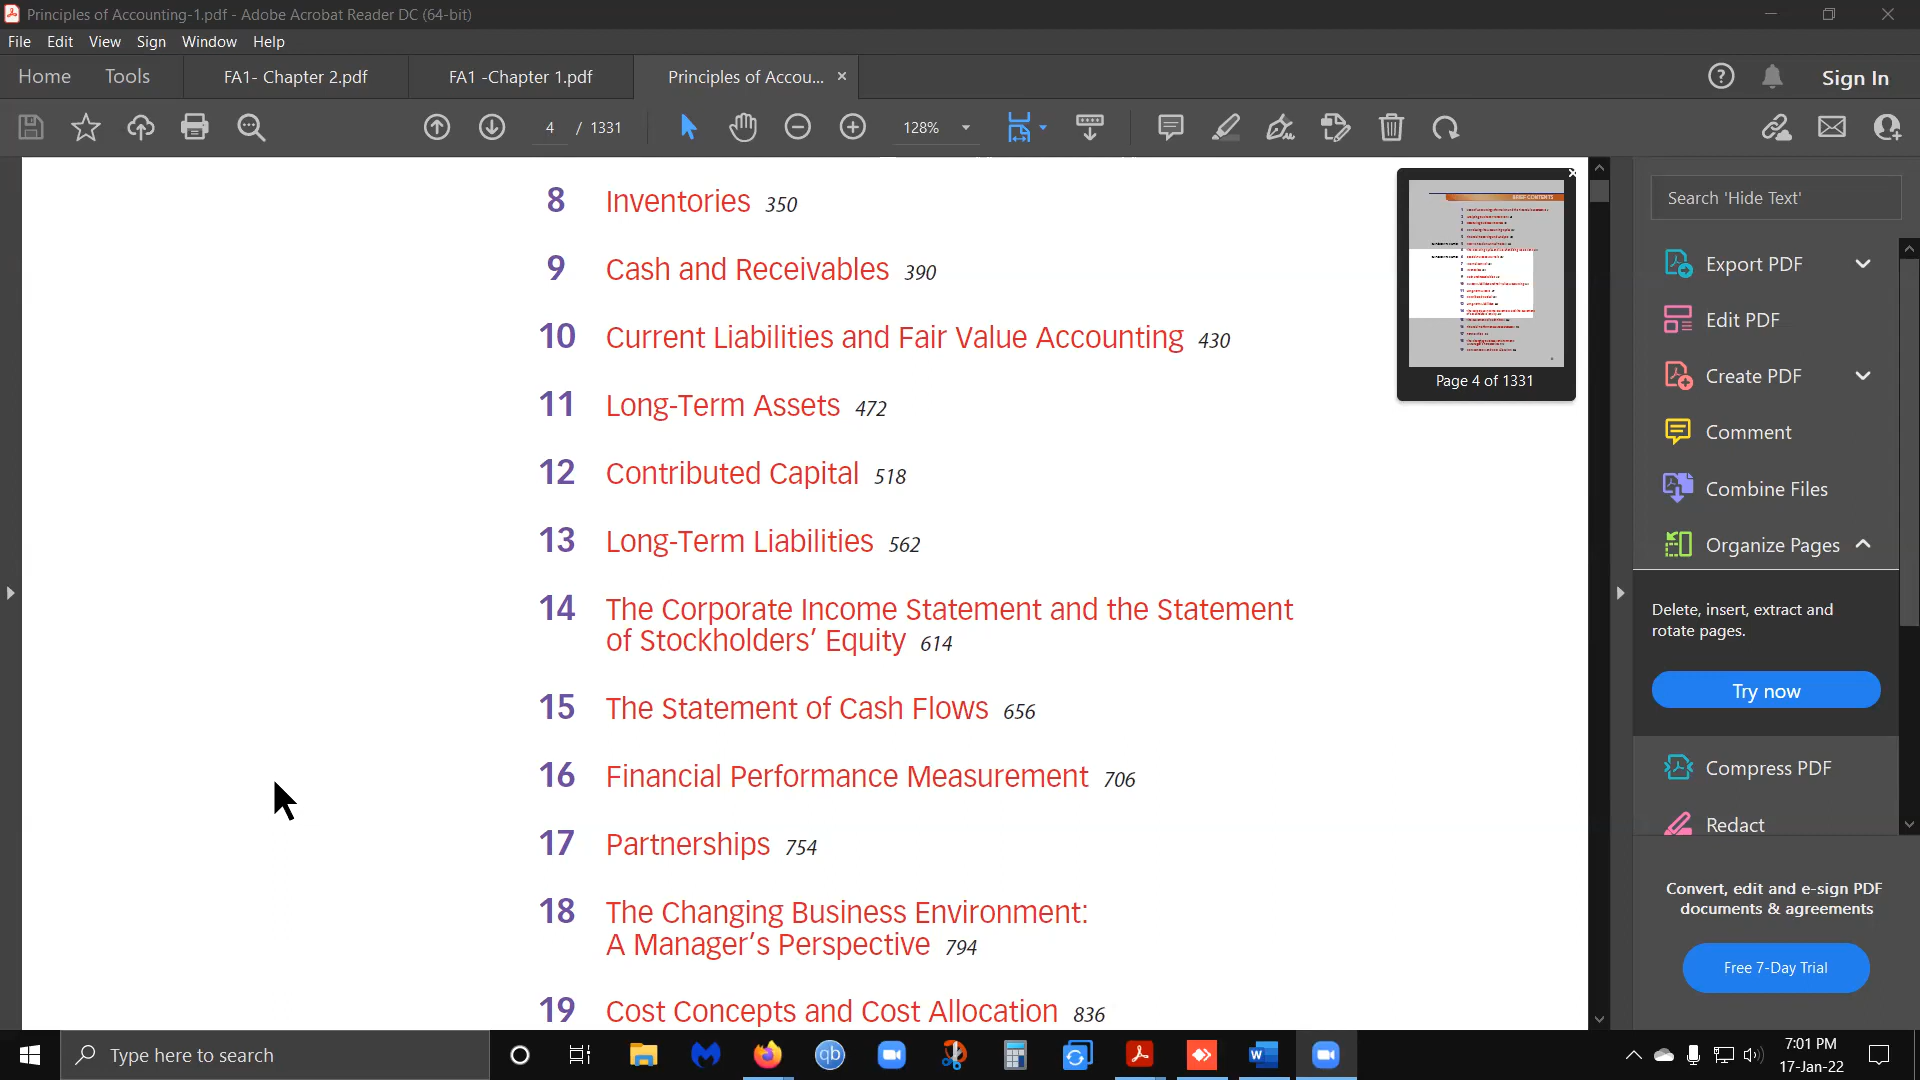 Principles of Accounting-1.pdf - Adobe Acrobat Reader DC (64-bit)
File Edit View Sign Window Help
Home Tools FA1- Chapter 2.pdf FA1 -Chapter 1.pdf Principles of Accou... × Sign In
4 / 1331 128%
8 Inventories 350
9 Cash and Receivables 390
10 Current Liabilities and Fair Value Accounting 430
11 Long-Term Assets 472
12 Contributed Capital 518
13 Long-Term Liabilities 562
14 The Corporate Income Statement and the Statement
of Stockholders’ Equity 614
15 The Statement of Cash Flows 656
16 Financial Performance Measurement 706
17 Partnerships 754
18 The Changing Business Environment:
A Manager’s Perspective 794
19 Cost Concepts and Cost Allocation 836
BRIEF CONTENTS
Page 4 of 1331
Search 'Hide Text'
Export PDF
Edit PDF
Create PDF
Comment
Combine Files
Organize Pages
Delete, insert, extract and
rotate pages.
Try now
Compress PDF
Redact
Convert, edit and e-sign PDF
documents & agreements
Free 7-Day Trial
Type here to search
qb
W
7:01 PM
17-Jan-22